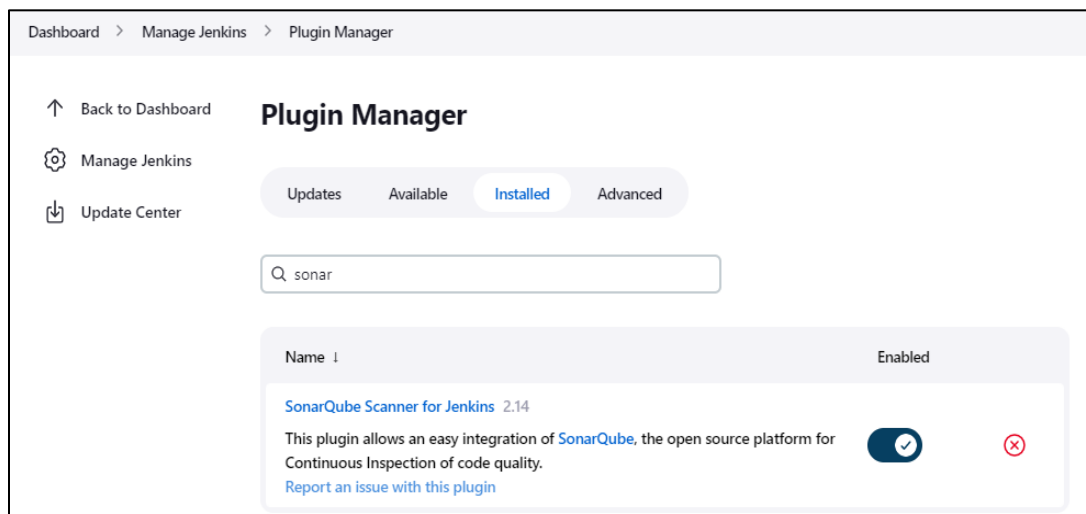 Dashboard > Manage Jenkins > Plugin Manager
Back to Dashboard
Manage Jenkins
Update Center
Plugin Manager
Updates Available Installed Advanced
sonar
Name ↓ Enabled
SonarQube Scanner for Jenkins 2.14
This plugin allows an easy integration of SonarQube, the open source platform for
Continuous Inspection of code quality.
Report an issue with this plugin